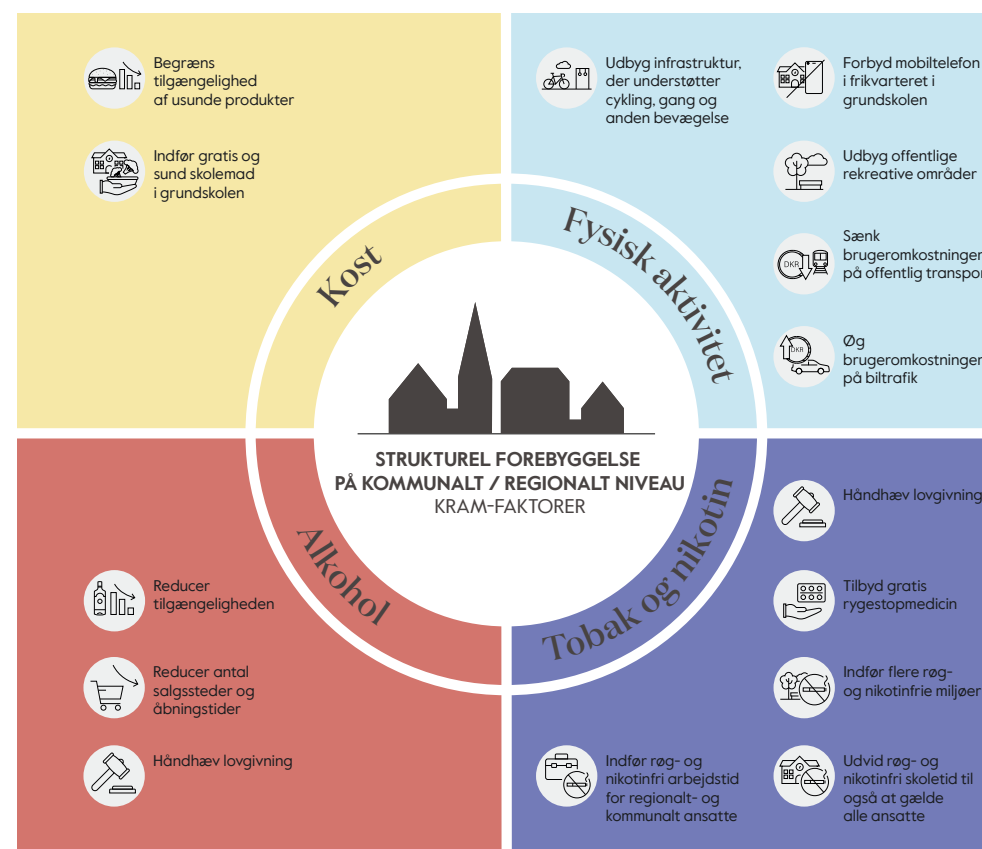 Begræns
tilgængelighed
af usunde produkter
Indfør gratis og
sund skolemad
i grundskolen
Kost
Udbyg infrastruktur,
der understøtter
cykling, gang og
anden bevægelse
Forbyd mobiltelefon
i frikvarteret i
grundskolen
Udbyg offentlige
rekreative områder
DKR
Sænk
brugeromkostninger
på offentlig transpor
DKR
Øg
brugeromkostninger
på biltrafik
Fysisk aktivitet
STRUKTUREL FOREBYGGELSE
PÅ KOMMUNALT / REGIONALT NIVEAU
KRAM-FAKTORER
Alkohol
Reducer
tilgængeligheden
Reducer antal
salgssteder og
åbningstider
Håndhæv lovgivning
Tobak og nikotin
Håndhæv lovgivning
Tilbyd gratis
rygestopmedicin
Indfør flere røg-
og nikotinfrie miljøer
Indfør røg- og
nikotinfri arbejdstid
for regionalt- og
kommunalt ansatte
Udvid røg- og
nikotinfri skoletid til
også at gælde
alle ansatte